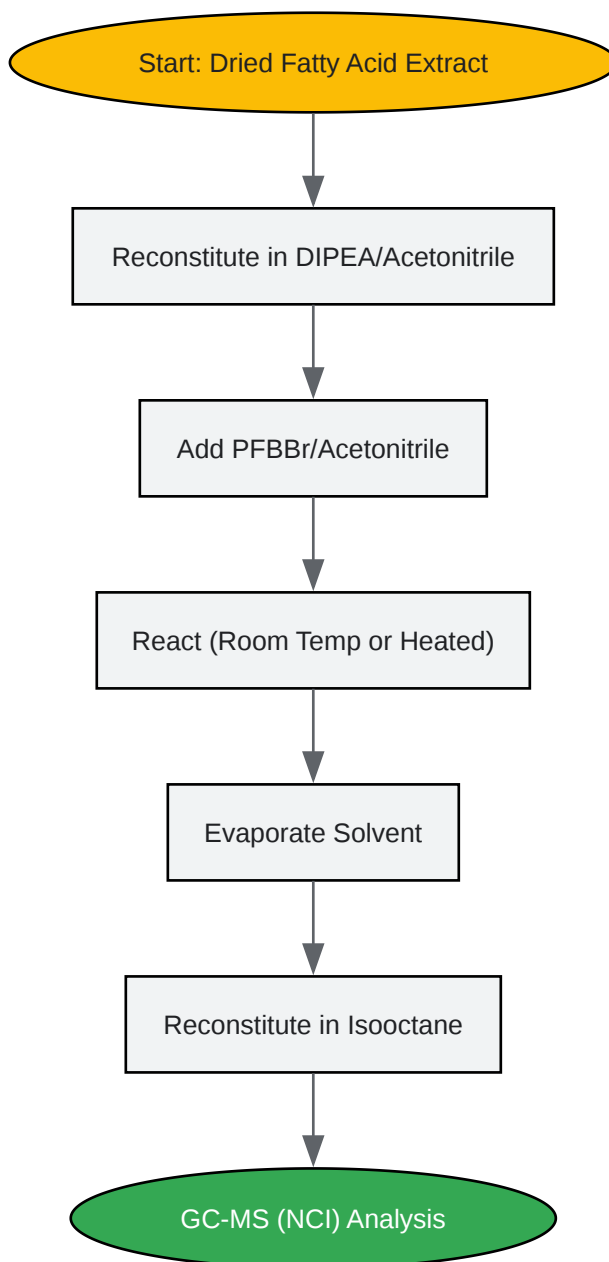 Start: Dried Fatty Acid Extract
Reconstitute in DIPEA/Acetonitrile
Add PFBBr/Acetonitrile
React (Room Temp or Heated)
Evaporate Solvent
Reconstitute in Isooctane
GC-MS (NCI) Analysis